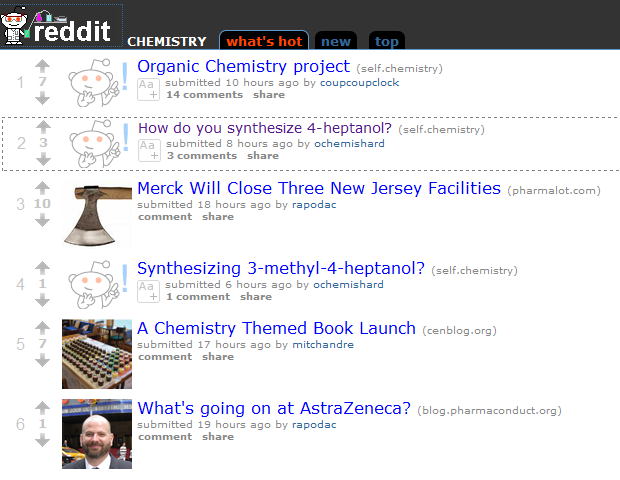 reddit CHEMISTRY what's hot new top
1
7
Organic Chemistry project (self.chemistry)
Aa+ submitted 10 hours ago by coupcoupclock
14 comments share
2
3
How do you synthesize 4-heptanol? (self.chemistry)
Aa+ submitted 8 hours ago by ochemishard
3 comments share
3
10
Merck Will Close Three New Jersey Facilities (pharmalot.com)
submitted 18 hours ago by rapodac
comment share
4
1
Synthesizing 3-methyl-4-heptanol? (self.chemistry)
Aa+ submitted 6 hours ago by ochemishard
1 comment share
5
7
A Chemistry Themed Book Launch (cenblog.org)
submitted 17 hours ago by mitchandre
comment share
6
1
What's going on at AstraZeneca? (blog.pharmaconduct.org)
submitted 19 hours ago by rapodac
comment share